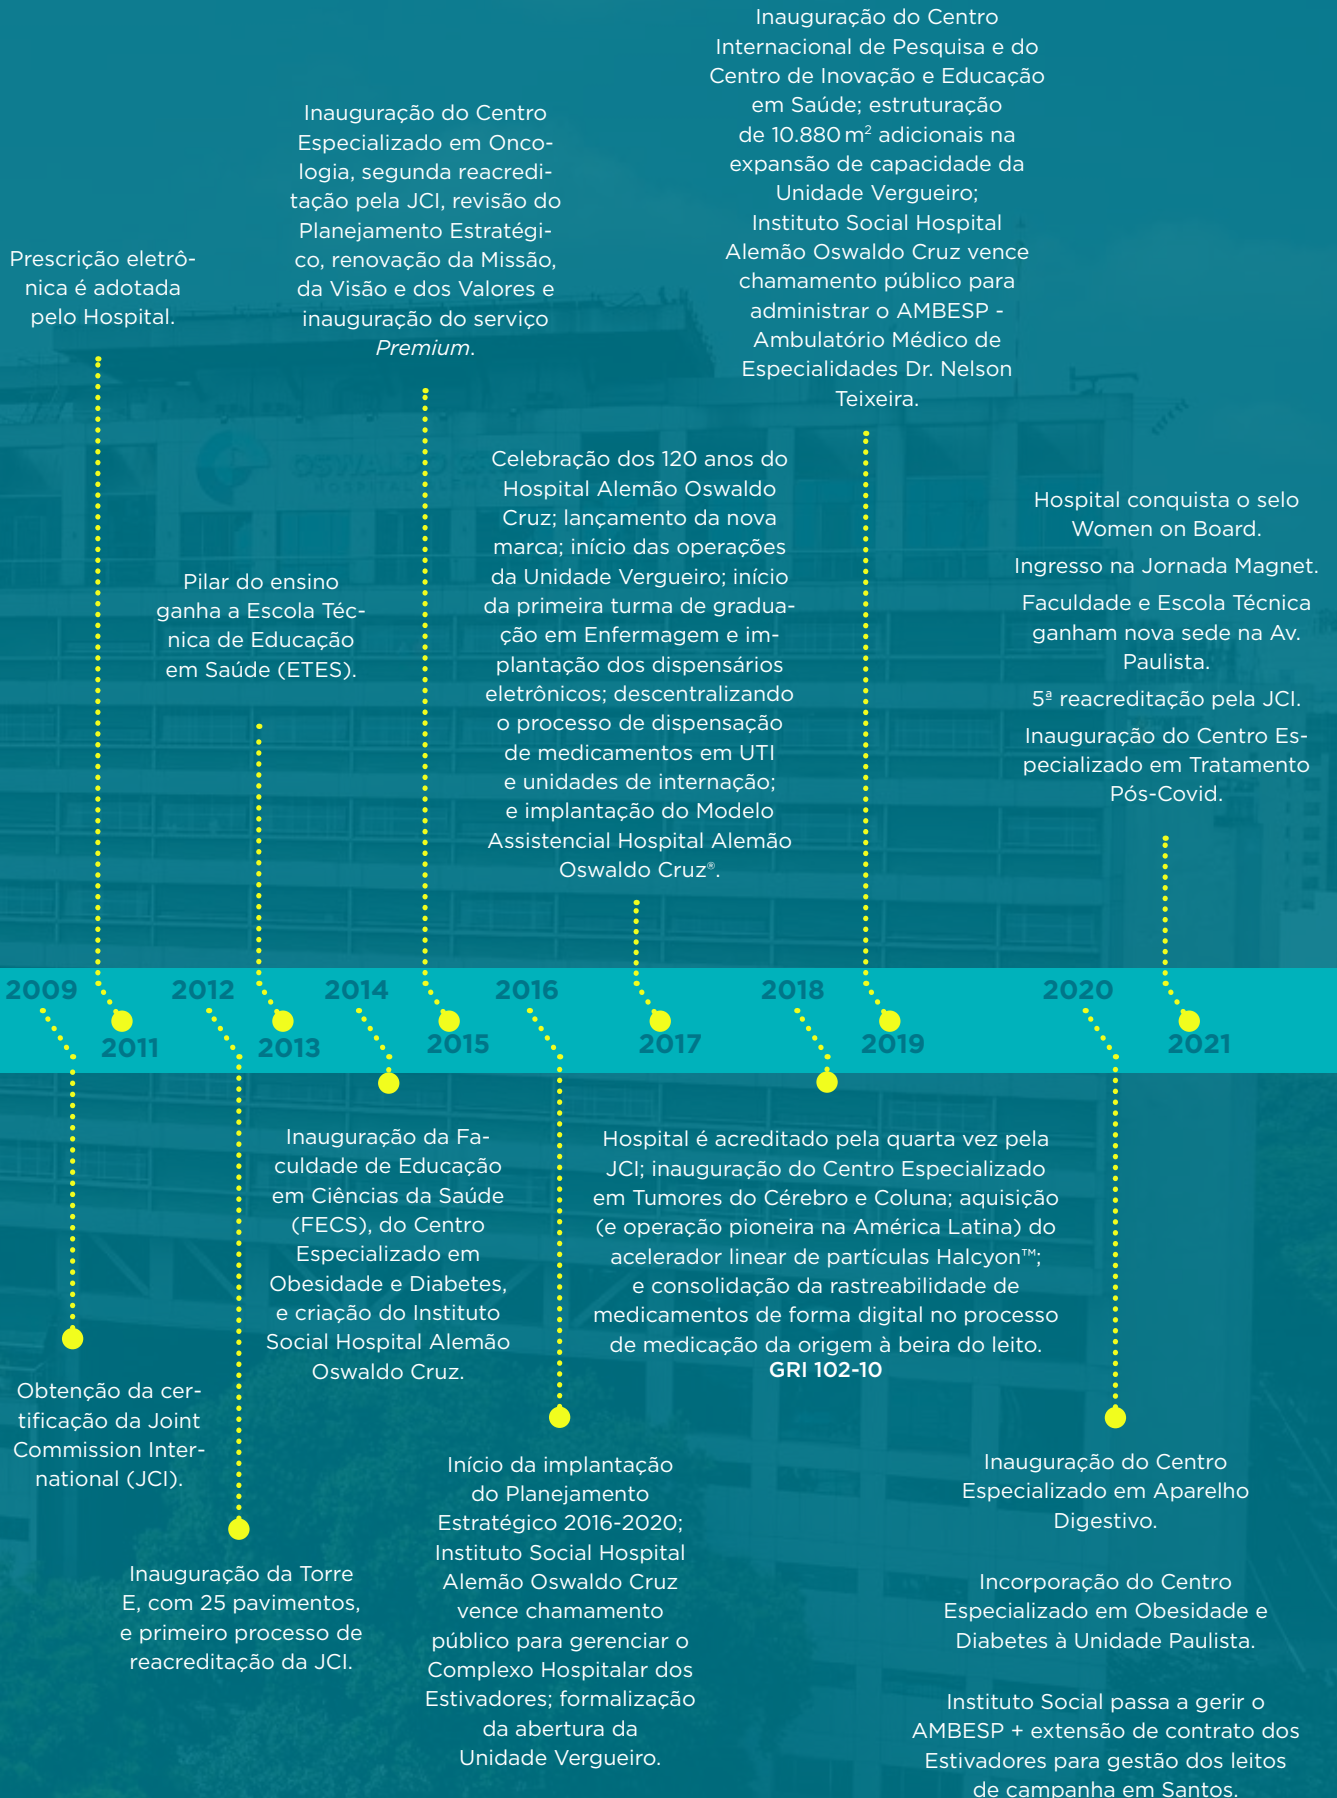 Prescrição eletrô-
nica é adotada
pelo Hospital.
Inauguração do Centro
Especializado em Onco-
logia, segunda reacredi-
tação pela JCI, revisão do
Planejamento Estratégi-
co, renovação da Missão,
da Visão e dos Valores e
inauguração do serviço
Premium.
Inauguração do Centro
Internacional de Pesquisa e do
Centro de Inovação e Educação
em Saúde; estruturação
de 10.880 m² adicionais na
expansão de capacidade da
Unidade Vergueiro;
Instituto Social Hospital
Alemão Oswaldo Cruz vence
chamamento público para
administrar o AMBESP -
Ambulatório Médico de
Especialidades Dr. Nelson
Teixeira.
Pilar do ensino
ganha a Escola Téc-
nica de Educação
em Saúde (ETES).
Celebração dos 120 anos do
Hospital Alemão Oswaldo
Cruz; lançamento da nova
marca; início das operações
da Unidade Vergueiro; início
da primeira turma de gradua-
ção em Enfermagem e im-
plantação dos dispensários
eletrônicos; descentralizando
o processo de dispensação
de medicamentos em UTI
e unidades de internação;
e implantação do Modelo
Assistencial Hospital Alemão
Oswaldo Cruz®.
Hospital conquista o selo
Women on Board.
Ingresso na Jornada Magnet.
Faculdade e Escola Técnica
ganham nova sede na Av.
Paulista.
5ª reacreditação pela JCI.
Inauguração do Centro Es-
pecializado em Tratamento
Pós-Covid.
2009
2011
2012
2013
2014
2015
2016
2017
2018
2019
2020
2021
Obtenção da cer-
tificação da Joint
Commission Inter-
national (JCI).
Inauguração da Torre
E, com 25 pavimentos,
e primeiro processo de
reacreditação da JCI.
Inauguração da Fa-
culdade de Educação
em Ciências da Saúde
(FECS), do Centro
Especializado em
Obesidade e Diabetes,
e criação do Instituto
Social Hospital Alemão
Oswaldo Cruz.
Início da implantação
do Planejamento
Estratégico 2016-2020;
Instituto Social Hospital
Alemão Oswaldo Cruz
vence chamamento
público para gerenciar o
Complexo Hospitalar dos
Estivadores; formalização
da abertura da
Unidade Vergueiro.
Hospital é acreditado pela quarta vez pela
JCI; inauguração do Centro Especializado
em Tumores do Cérebro e Coluna; aquisição
(e operação pioneira na América Latina) do
acelerador linear de partículas Halcyon™;
e consolidação da rastreabilidade de
medicamentos de forma digital no processo
de medicação da origem à beira do leito.
GRI 102-10
Inauguração do Centro
Especializado em Aparelho
Digestivo.
Incorporação do Centro
Especializado em Obesidade e
Diabetes à Unidade Paulista.
Instituto Social passa a gerir o
AMBESP + extensão de contrato dos
Estivadores para gestão dos leitos
de campanha em Santos.